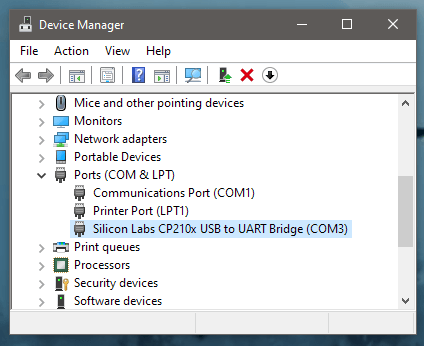 Device Manager
File Action View Help
Mice and other pointing devices
Monitors
Network adapters
Portable Devices
Ports (COM & LPT)
Communications Port (COM1)
Printer Port (LPT1)
Silicon Labs CP210x USB to UART Bridge (COM3)
Print queues
Processors
Security devices
Software devices